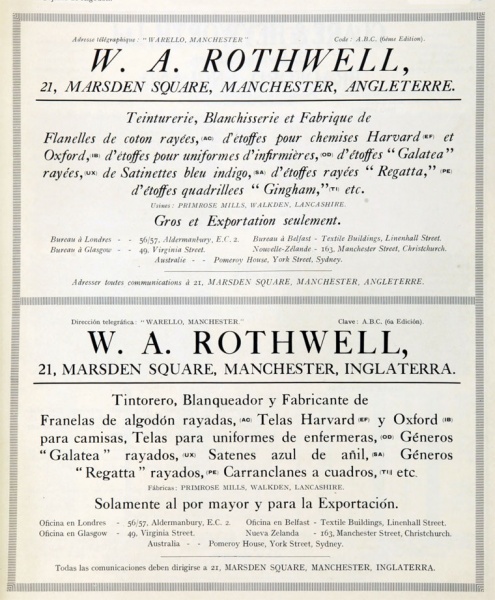 Adresse télégraphique: "WARELLO, MANCHESTER." Code: A.B.C. (6ème Edition).
W. A. ROTHWELL,
21, MARSDEN SQUARE, MANCHESTER, ANGLETERRE.
Teinturerie, Blanchisserie et Fabrique de
Flanelles de coton rayées, (AC) d'étoffes pour chemises Harvard (EF) et
Oxford, (IB) d'étoffes pour uniformes d'infirmières, (OD) d'étoffes "Galatea"
rayées, (UX) de Satinettes bleu indigo, (SA) d'étoffes rayées "Regatta," (PE)
d'étoffes quadrillees "Gingham," (TI) etc.
Usines: PRIMROSE MILLS, WALKDEN, LANCASHIRE.
Gros et Exportation seulement.
Bureau à Londres - - 56/57, Aldermanbury, E.C. 2. Bureau à Belfast - Textile Buildings, Linenhall Street.
Bureau à Glasgow - - 49, Virginia Street. Nouvelle-Zélande - 163, Manchester Street, Christchurch.
Australie - - Pomeroy House, York Street, Sydney.
Adresser toutes communications à 21, MARSDEN SQUARE, MANCHESTER, ANGLETERRE.
Dirección telegráfica: "WARELLO, MANCHESTER." Clave: A.B.C. (6a Edición).
W. A. ROTHWELL,
21, MARSDEN SQUARE, MANCHESTER, INGLATERRA.
Tintorero, Blanqueador y Fabricante de
Franelas de algodón rayadas, (AC) Telas Harvard (EF) y Oxford (IB)
para camisas, Telas para uniformes de enfermeras, (OD) Géneros
"Galatea" rayados, (UX) Satenes azul de añil, (SA) Géneros
"Regatta" rayados, (PE) Carranclanes a cuadros, (TI) etc.
Fábricas: PRIMROSE MILLS, WALKDEN, LANCASHIRE.
Solamente al por mayor y para la Exportación.
Oficina en Londres - 56/57, Aldermanbury, E.C. 2. Oficina en Belfast - Textile Buildings, Linenhall Street.
Oficina en Glasgow - 49, Virginia Street. Nueva Zelanda - 163, Manchester Street, Christchurch.
Australia - - Pomeroy House, York Street, Sydney.
Todas las comunicaciones deben dirigirse a 21, MARSDEN SQUARE, MANCHESTER, INGLATERRA.